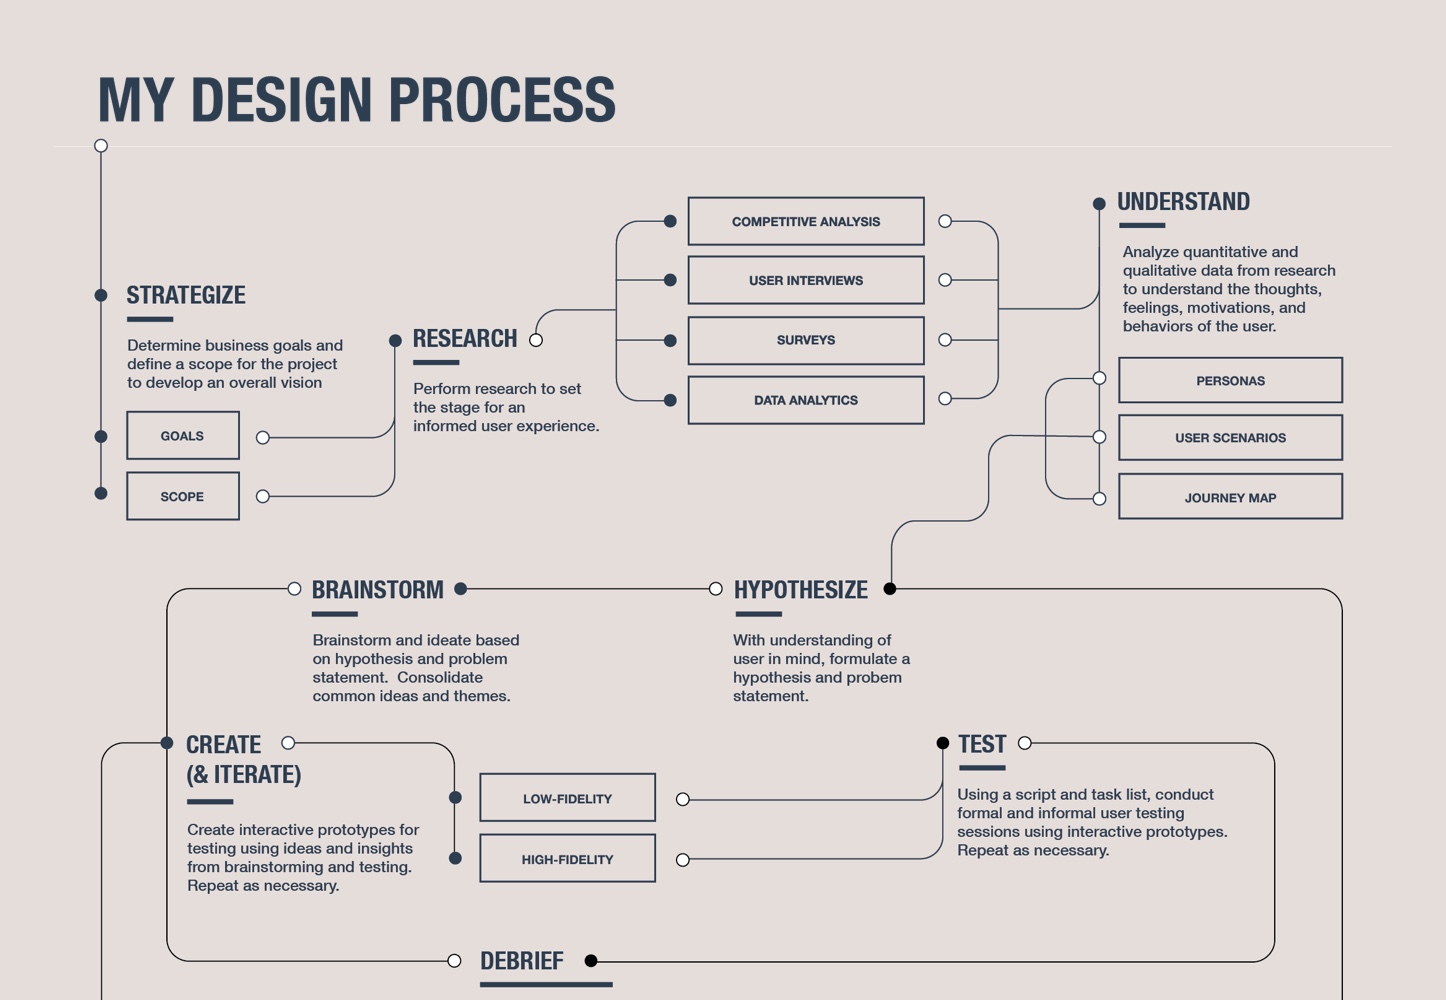 MY DESIGN PROCESS
STRATEGIZE
Determine business goals and
define a scope for the project
to develop an overall vision
GOALS
SCOPE
RESEARCH
Perform research to set
the stage for an
informed user experience.
COMPETITIVE ANALYSIS
USER INTERVIEWS
SURVEYS
DATA ANALYTICS
UNDERSTAND
Analyze quantitative and
qualitative data from research
to understand the thoughts,
feelings, motivations, and
behaviors of the user.
PERSONAS
USER SCENARIOS
JOURNEY MAP
HYPOTHESIZE
With understanding of
user in mind, formulate a
hypothesis and probem
statement.
BRAINSTORM
Brainstorm and ideate based
on hypothesis and problem
statement.  Consolidate
common ideas and themes.
CREATE
(& ITERATE)
Create interactive prototypes for
testing using ideas and insights
from brainstorming and testing.
Repeat as necessary.
LOW-FIDELITY
HIGH-FIDELITY
TEST
Using a script and task list, conduct
formal and informal user testing
sessions using interactive prototypes.
Repeat as necessary.
DEBRIEF